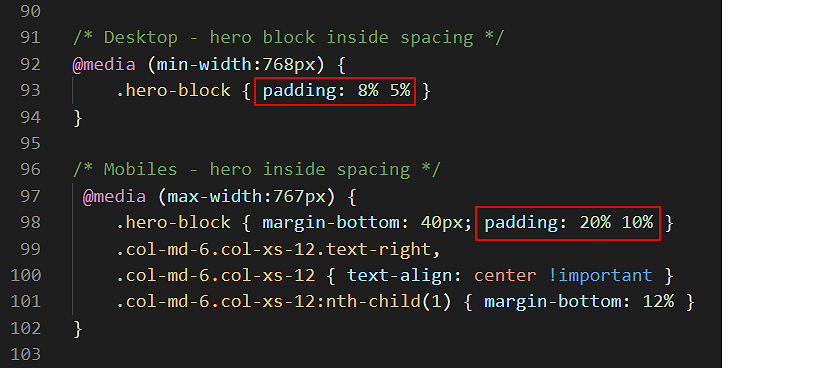 90
91 /* Desktop - hero block inside spacing */
92 @media (min-width:768px) {
93 .hero-block { padding: 8% 5% }
94 }
95
96 /* Mobiles - hero inside spacing */
97 @media (max-width:767px) {
98 .hero-block { margin-bottom: 40px; padding: 20% 10% }
99 .col-md-6.col-xs-12.text-right,
100 .col-md-6.col-xs-12 { text-align: center !important }
101 .col-md-6.col-xs-12:nth-child(1) { margin-bottom: 12% }
102 }
103